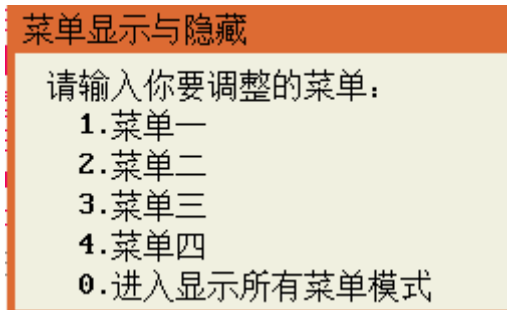 菜单显示与隐藏
请输入你要调整的菜单：
1.菜单一
2.菜单二
3.菜单三
4.菜单四
0.进入显示所有菜单模式